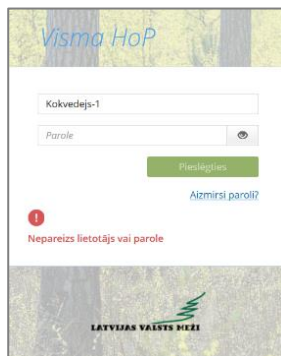 Visma HoP
Kokvedejs-1
Parole
Pieslēgties
Aizmirsi paroli?
Nepareizs lietotājs vai parole
LATVIJAS VALSTS MEŽI